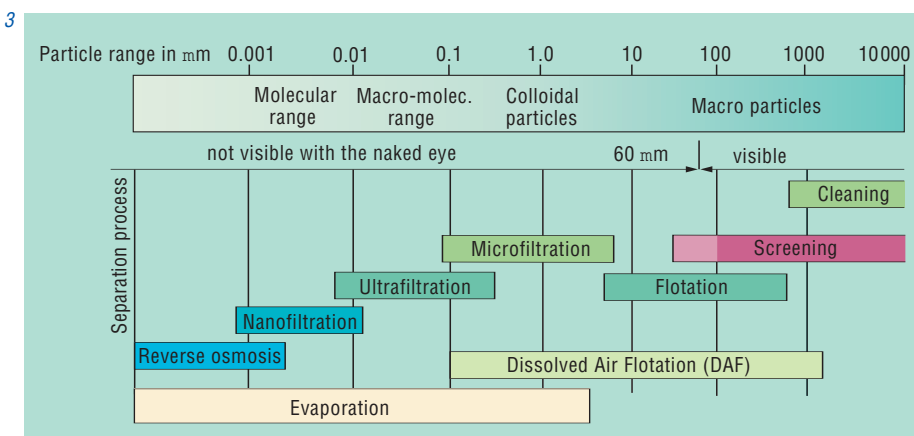 3
Particle range in mm 0.001 0.01 0.1 1.0 10 100 1000 10000
Molecular range
Macro-molec. range
Colloidal particles
Macro particles
not visible with the naked eye
60 mm
visible
Separation process
Cleaning
Screening
Microfiltration
Flotation
Ultrafiltration
Nanofiltration
Reverse osmosis
Dissolved Air Flotation (DAF)
Evaporation